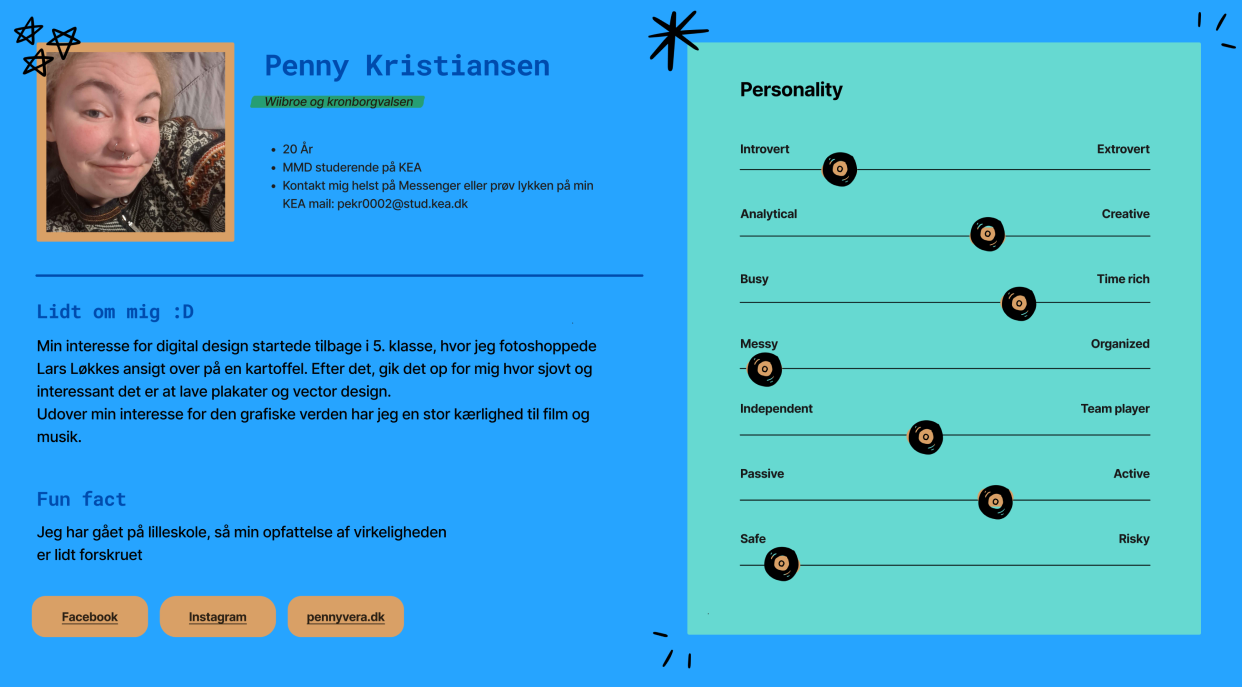 Penny Kristiansen
Wiibroe og kronborgvalsen
• 20 År
• MMD studerende på KEA
• Kontakt mig helst på Messenger eller prøv lykken på min
KEA mail: pekr0002@stud.kea.dk
Lidt om mig :D
Min interesse for digital design startede tilbage i 5. klasse, hvor jeg fotoshoppede
Lars Løkkes ansigt over på en kartoffel. Efter det, gik det op for mig hvor sjovt og
interessant det er at lave plakater og vector design.
Udover min interesse for den grafiske verden har jeg en stor kærlighed til film og
musik.
Fun fact
Jeg har gået på lilleskole, så min opfattelse af virkeligheden
er lidt forskruet
Facebook
Instagram
pennyvera.dk
Personality
Introvert Extrovert
Analytical Creative
Busy Time rich
Messy Organized
Independent Team player
Passive Active
Safe Risky